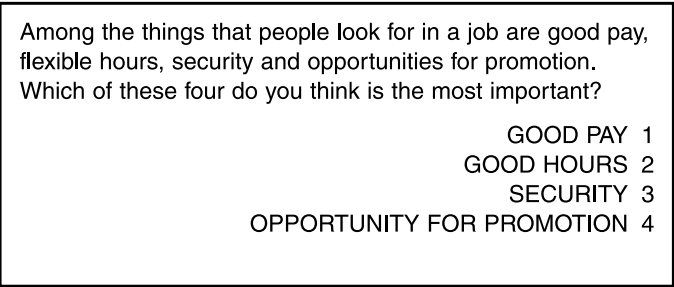 Among the things that people look for in a job are good pay,
flexible hours, security and opportunities for promotion.
Which of these four do you think is the most important?
GOOD PAY 1
GOOD HOURS 2
SECURITY 3
OPPORTUNITY FOR PROMOTION 4